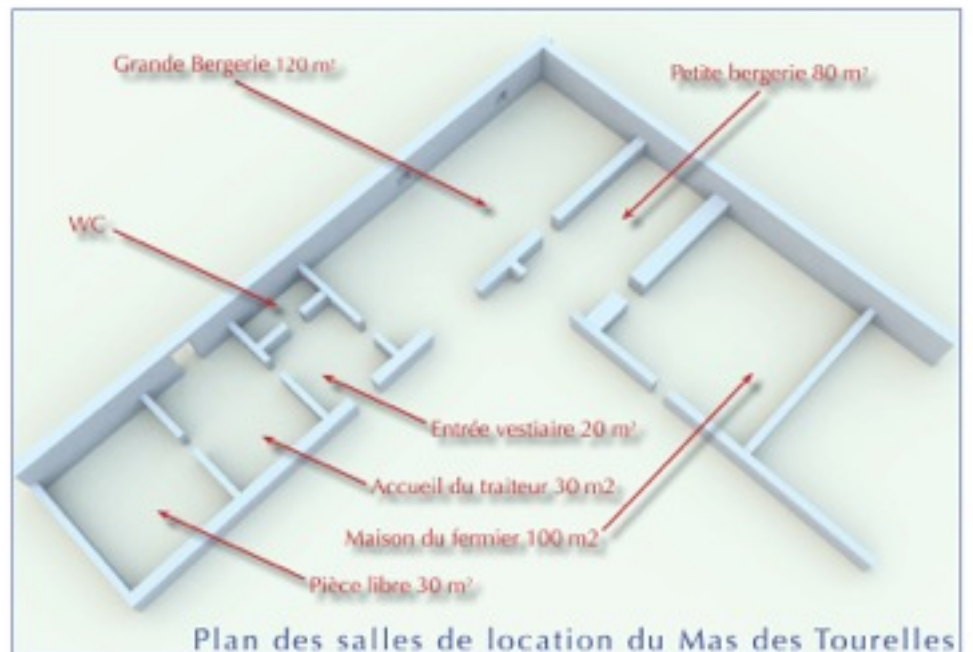 Grande Bergerie 120 m²
Petite bergerie 80 m²
WC
Entrée vestiaire 20 m²
Accueil du traiteur 30 m2
Maison du fermier 100 m2
Pièce libre 30 m²
Plan des salles de location du Mas des Tourelles